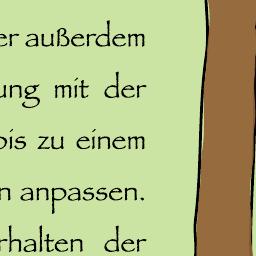 er außerdem
ung mit der
bis zu einem
n anpassen.
rhalten der